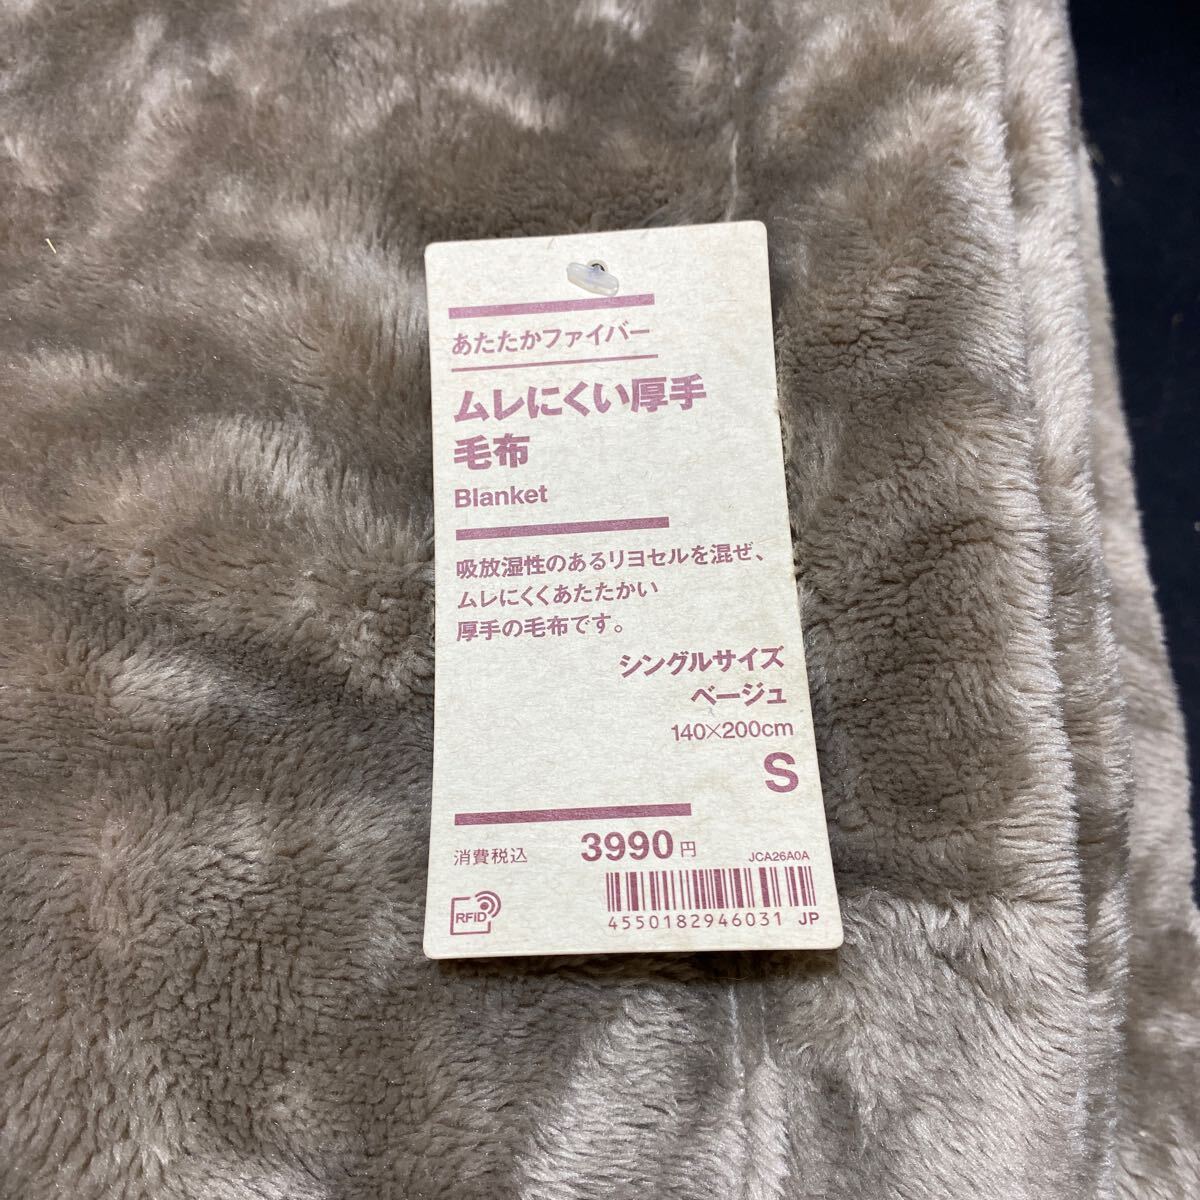 あたたかファイバー
ムレにくい厚手
毛布
Blanket
吸放湿性のあるリヨセルを混ぜ、
ムレにくくあたたかい
厚手の毛布です。
シングルサイズ
ベージュ
140×200cm
S
消費税込 3990円
JCA26A0A
RFID
4550182946031 JP